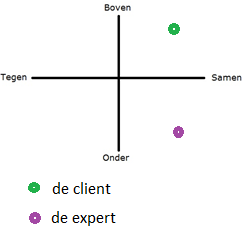 Boven
Tegen
Samen
Onder
de client
de expert